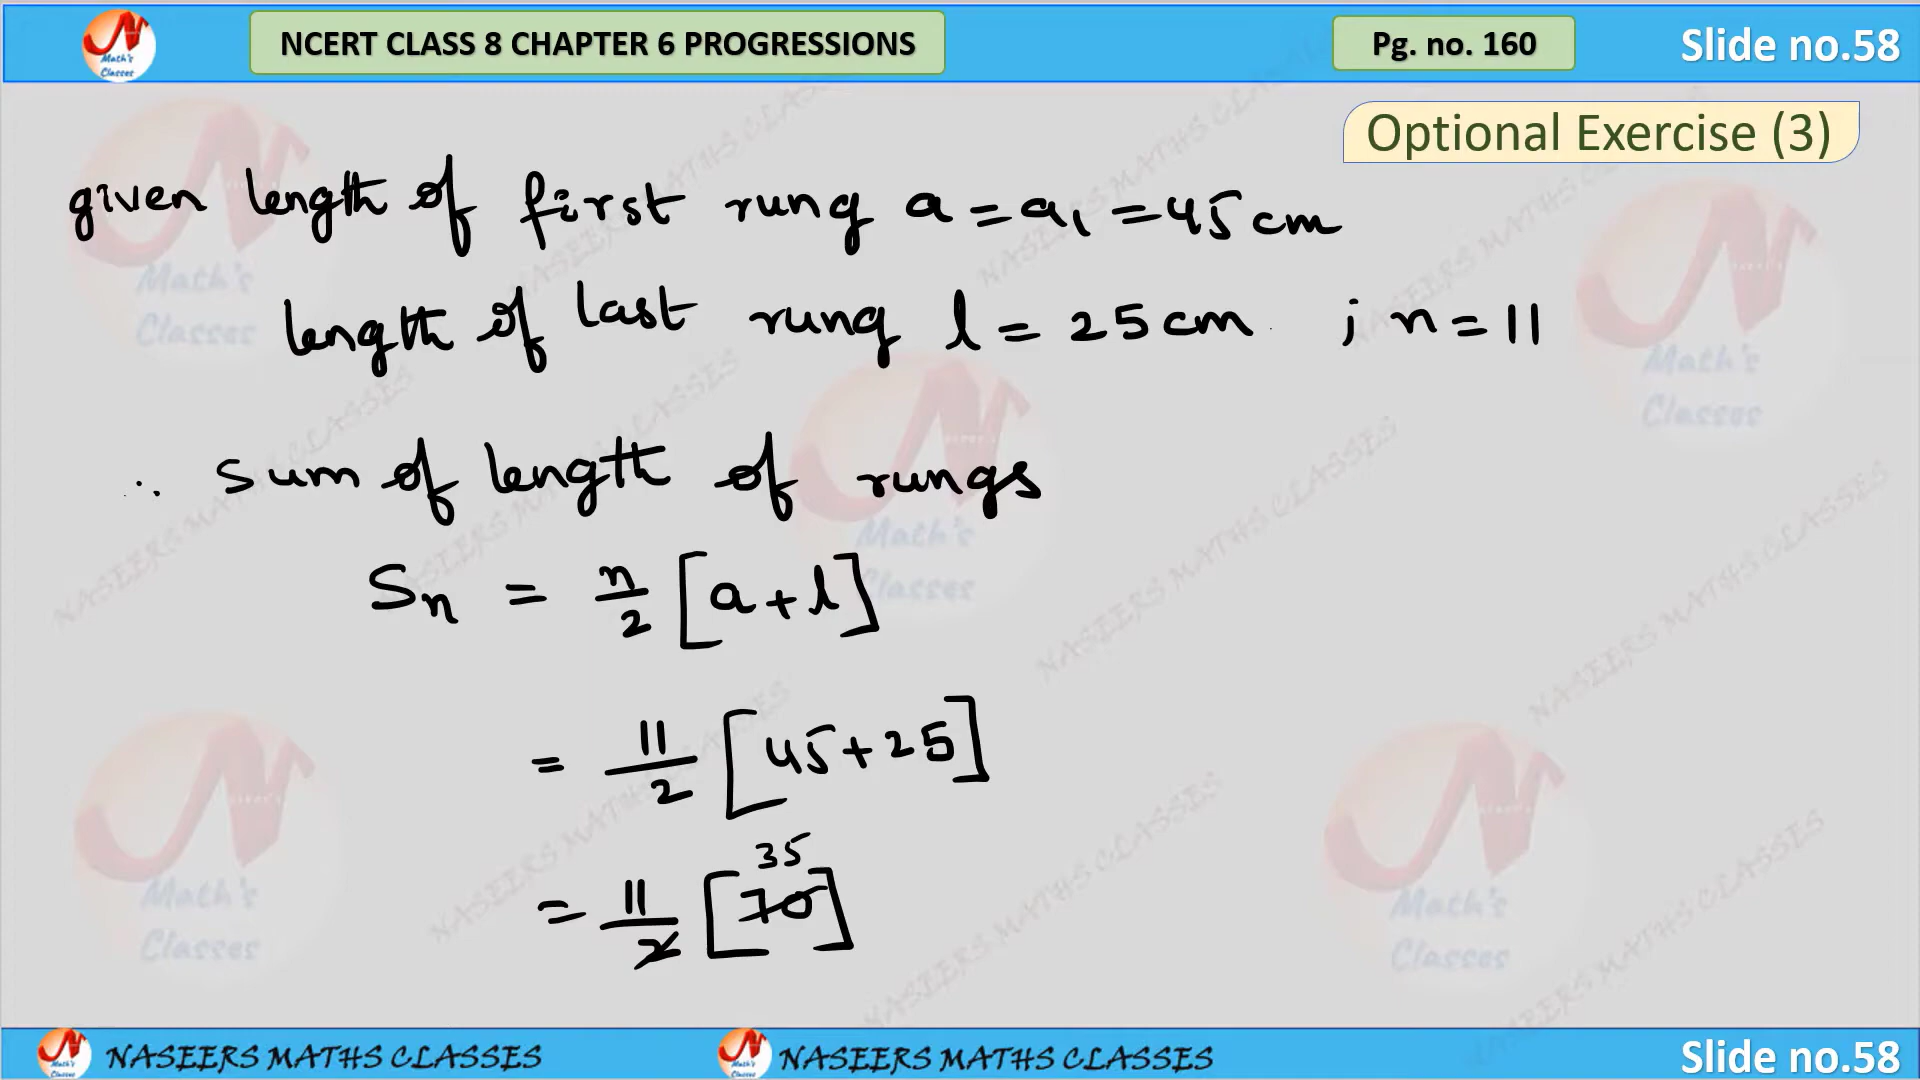 Math's
Classes
NCERT CLASS 8 CHAPTER 6 PROGRESSIONS
Pg. no. 160
Slide no.58
Optional Exercise (3)
given length of first rung a = a₁ = 45 cm
length of last rung l = 25 cm ; n = 11
∴ sum of length of rungs
Sn = n/2 [a + l]
= 11/2 [45 + 25]
35
= 11/2 [70]
NASEERS MATHS CLASSES
NASEERS MATHS CLASSES
Slide no.58